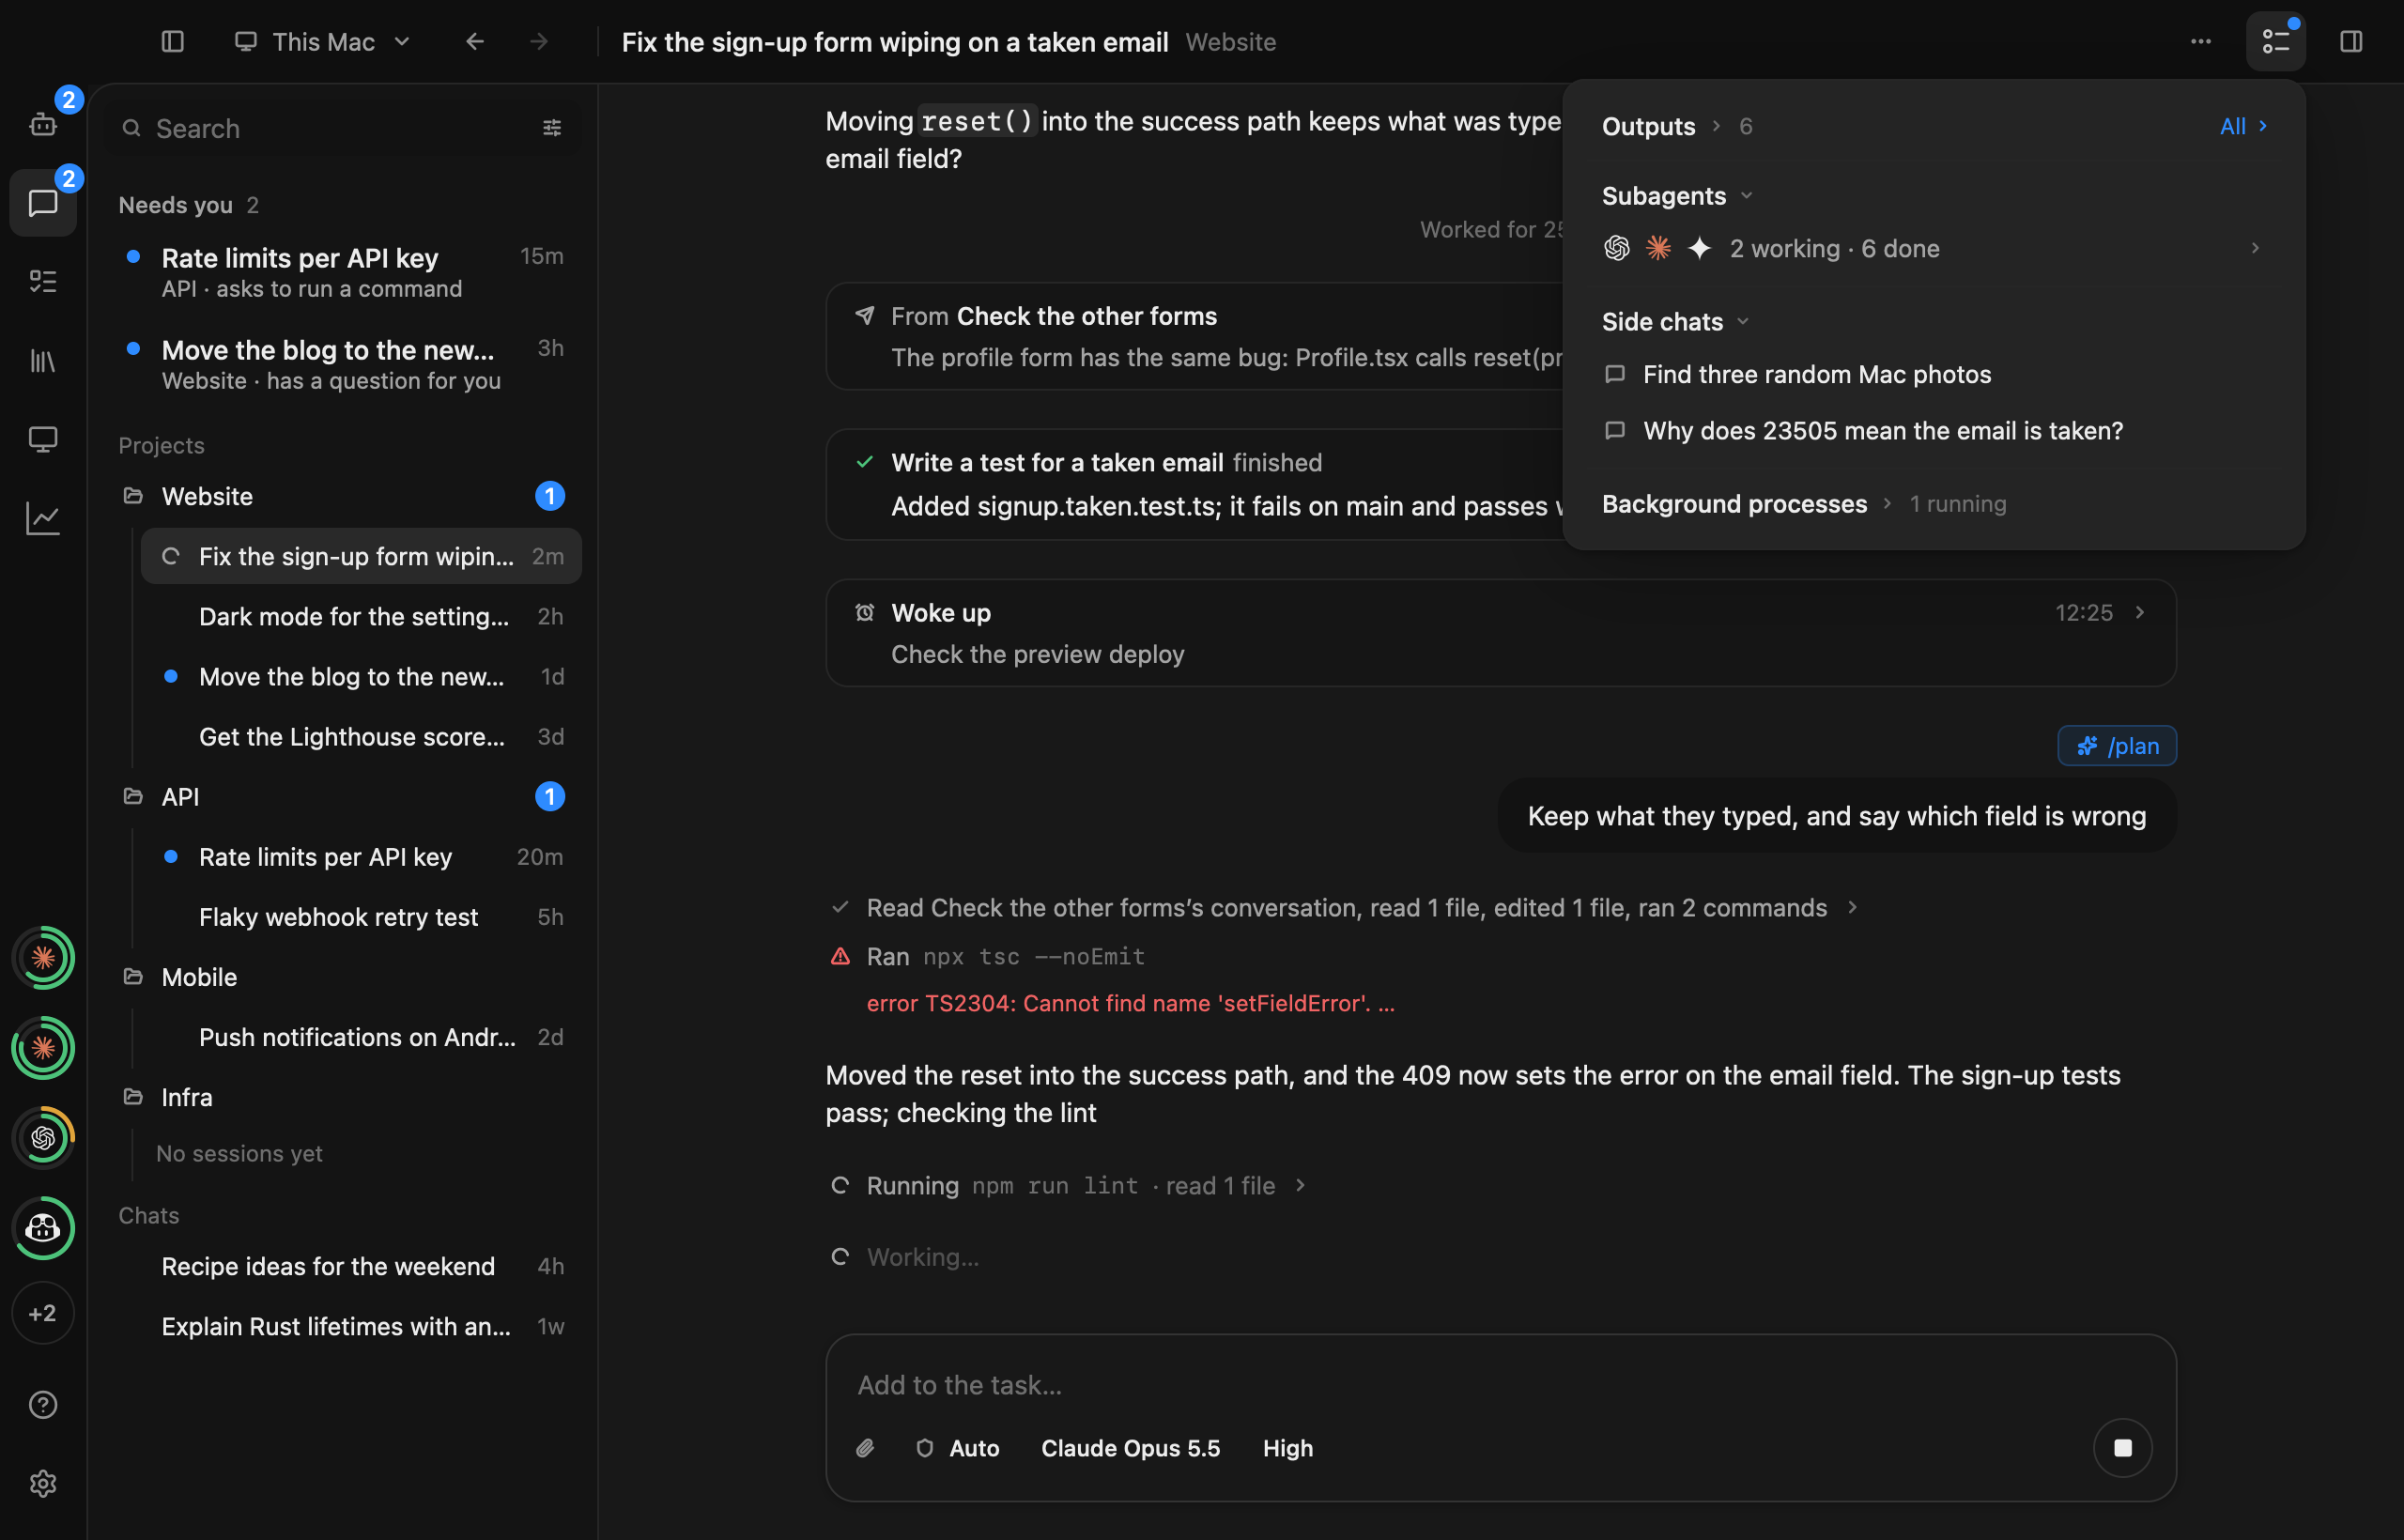 This Mac
Fix the sign-up form wiping on a taken email Website
2
2
Search
Needs you 2
Rate limits per API key 15m
API · asks to run a command
Move the blog to the new... 3h
Website · has a question for you
Projects
Website 1
Fix the sign-up form wipin... 2m
Dark mode for the setting... 2h
Move the blog to the new... 1d
Get the Lighthouse score... 3d
API 1
Rate limits per API key 20m
Flaky webhook retry test 5h
Mobile
Push notifications on Andr... 2d
Infra
No sessions yet
Chats
Recipe ideas for the weekend 4h
Explain Rust lifetimes with an... 1w
+2
Moving reset() into the success path keeps what was type
email field?
Worked for 25
From Check the other forms
The profile form has the same bug: Profile.tsx calls reset(pr
Write a test for a taken email finished
Added signup.taken.test.ts; it fails on main and passes
Woke up 12:25
Check the preview deploy
/plan
Keep what they typed, and say which field is wrong
Read Check the other forms’s conversation, read 1 file, edited 1 file, ran 2 commands
Ran npx tsc --noEmit
error TS2304: Cannot find name 'setFieldError'. ...
Moved the reset into the success path, and the 409 now sets the error on the email field. The sign-up tests
pass; checking the lint
Running npm run lint · read 1 file
Working...
Add to the task...
Auto Claude Opus 5.5 High
Outputs 6 All
Subagents
2 working · 6 done
Side chats
Find three random Mac photos
Why does 23505 mean the email is taken?
Background processes 1 running